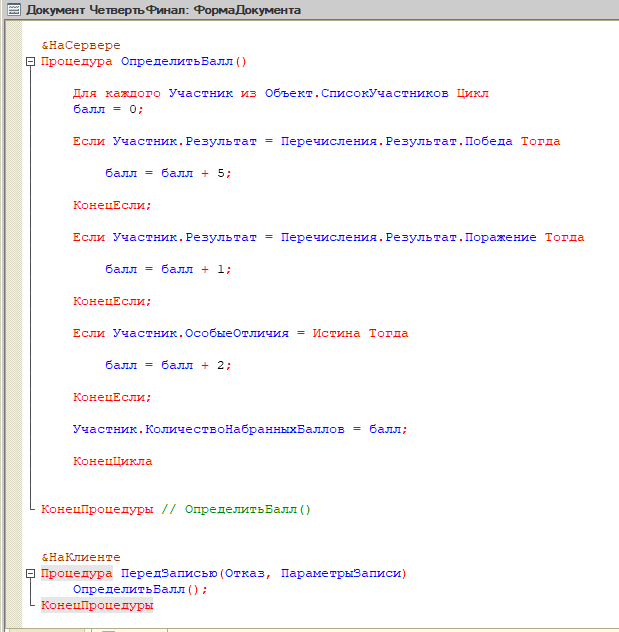 Документ ЧетвертьФинал: ФормаДокумента
&НаСервере
Процедура ОпределитьБалл()
Для каждого Участник из Объект.СписокУчастников Цикл
балл = 0;
Если Участник.Результат = Перечисления.Результат.Победа Тогда
балл = балл + 5;
КонецЕсли;
Если Участник.Результат = Перечисления.Результат.Поражение Тогда
балл = балл + 1;
КонецЕсли;
Если Участник.ОсобыеОтличия = Истина Тогда
балл = балл + 2;
КонецЕсли;
Участник.КоличествоНабранныхБаллов = балл;
КонецЦикла
КонецПроцедуры // ОпределитьБалл()
&НаКлиенте
Процедура ПередЗаписью(Отказ, ПараметрыЗаписи)
ОпределитьБалл();
КонецПроцедуры